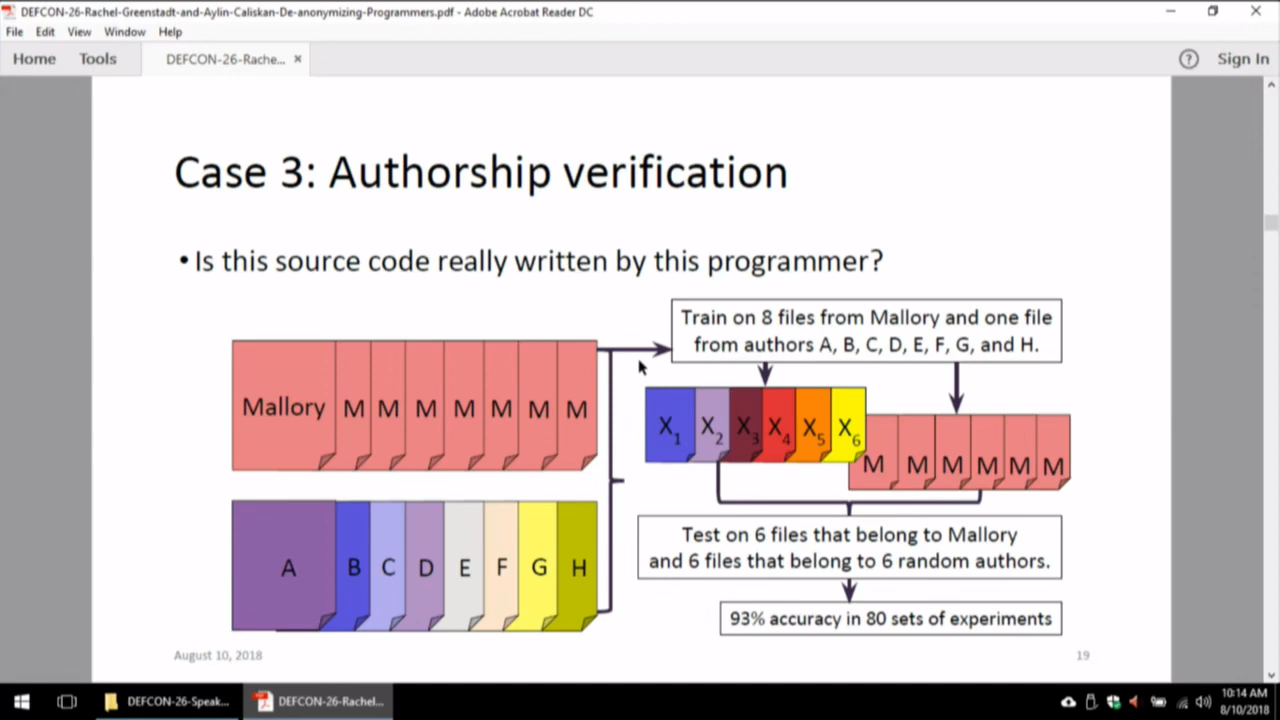 DEFCON-26-Rachel-Greenstadt-and-Aylin-Caliskan-De-anonymizing-Programmers.pdf - Adobe Acrobat Reader DC
File Edit View Window Help
Home Tools DEFCON-26-Rache... × ? Sign In
Case 3: Authorship verification
• Is this source code really written by this programmer?
Train on 8 files from Mallory and one file
from authors A, B, C, D, E, F, G, and H.
Mallory M M M M M M M
X1 X2 X3 X4 X5 X6
M M M M M M
A B C D E F G H
Test on 6 files that belong to Mallory
and 6 files that belong to 6 random authors.
93% accuracy in 80 sets of experiments
August 10, 2018 19
DEFCON-26-Speak... DEFCON-26-Rachel... 10:14 AM
8/10/2018